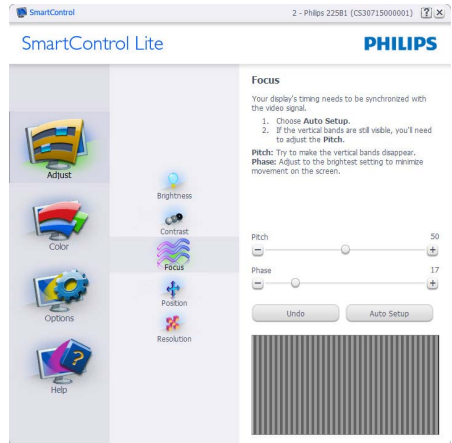 SmartControl
2 - Philips 225B1 (CS30715000001)
? X
SmartControl Lite
PHILIPS
Adjust
Color
Options
Help
Brightness
Contrast
Focus
Position
Resolution
Focus
Your display's timing needs to be synchronized with
the video signal.
1. Choose Auto Setup.
2. If the vertical bands are still visible, you'll need
to adjust the Pitch.
Pitch: Try to make the vertical bands disappear.
Phase: Adjust to the brightest setting to minimize
movement on the screen.
Pitch 50
Phase 17
Undo Auto Setup